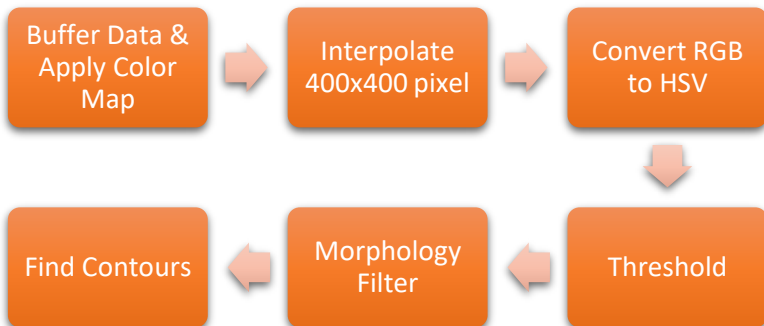 Buffer Data &
Apply Color
Map
Interpolate
400x400 pixel
Convert RGB
to HSV
Threshold
Morphology
Filter
Find Contours